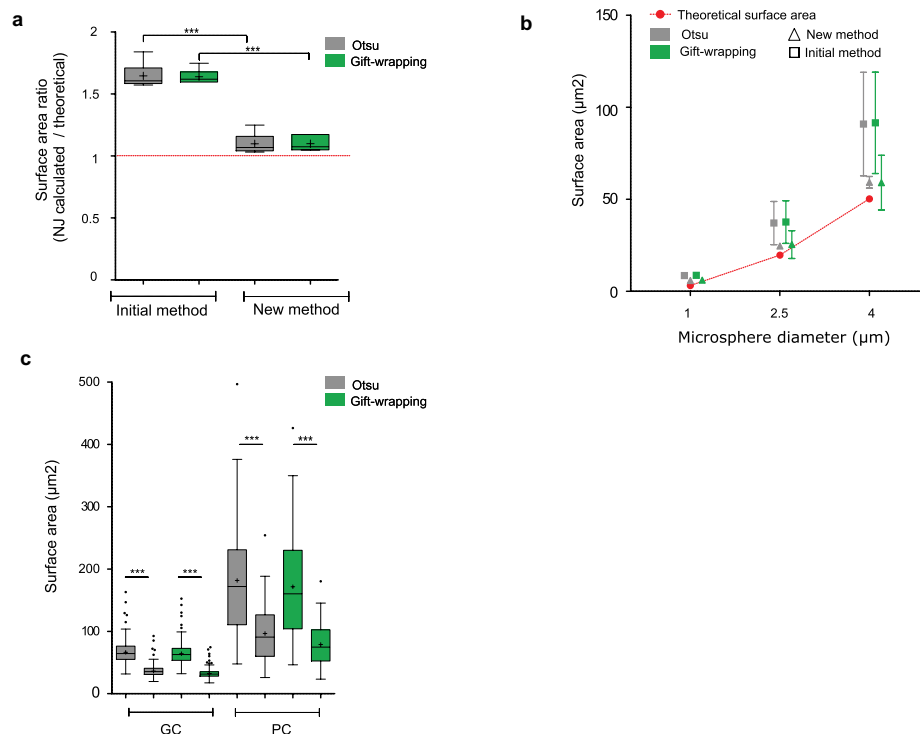 a
Surface area ratio
(NJ calculated / theoretical)
2
1.5
1
0.5
0
***
***
Otsu
Gift-wrapping
Initial method
New method
b
Theoretical surface area
Otsu
Gift-wrapping
New method
Initial method
Surface area (µm2)
150
100
50
0
1
2.5
4
Microsphere diameter (µm)
c
Otsu
Gift-wrapping
Surface area (µm2)
500
400
300
200
100
0
***
***
***
***
GC
PC